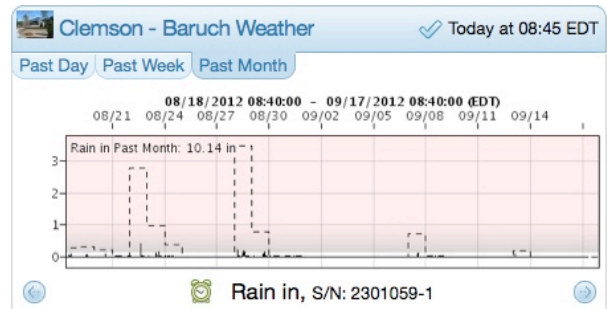 Clemson - Baruch Weather
Today at 08:45 EDT
Past Day Past Week Past Month
08/18/2012 08:40:00 - 09/17/2012 08:40:00 (EDT)
08/21 08/24 08/27 08/30 09/02 09/05 09/08 09/11 09/14
Rain in Past Month: 10.14 in
3
2
1
0
Rain in, S/N: 2301059-1